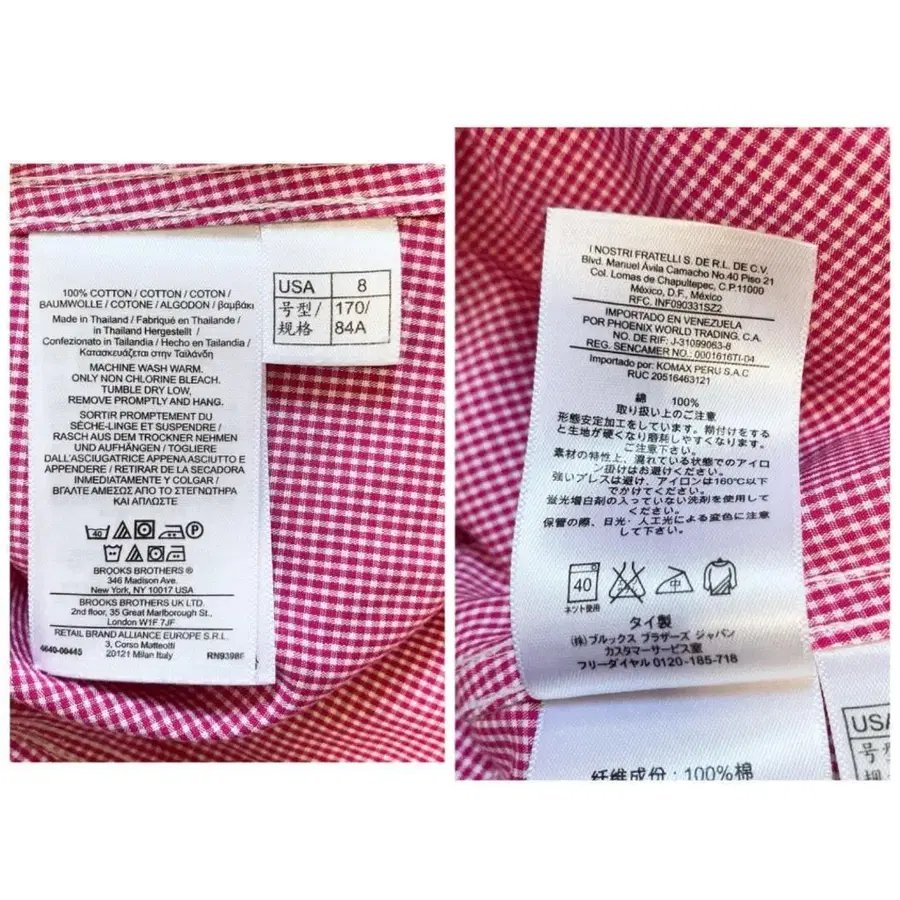 100% COTTON / COTTON / COTON /
BAUMWOLLE / COTONE / ALGODON / βαμβάκι
Made in Thailand / Fabriqué en Thaïlande /
in Thailand Hergestellt /
Confezionato in Tailandia / Hecho en Tailandia /
Κατασκευάζεται στην Ταϊλάνδη
MACHINE WASH WARM.
ONLY NON CHLORINE BLEACH.
TUMBLE DRY LOW,
REMOVE PROMPTLY AND HANG.
SORTIR PROMPTEMENT DU
SÈCHE-LINGE ET SUSPENDRE /
RASCH AUS DEM TROCKNER NEHMEN
UND AUFHÄNGEN / TOGLIERE
DALL'ASCIUGATRICE APPENA ASCIUTTO E
APPENDERE / RETIRAR DE LA SECADORA
INMEDIATAMENTE Y COLGAR /
ΒΓΑΛΤΕ ΑΜΕΣΩΣ ΑΠΟ ΤΟ ΣΤΕΓΝΩΤΗΡΑ
ΚΑΙ ΑΠΛΩΣΤΕ
40 P
BROOKS BROTHERS ®
346 Madison Ave.
New York, NY 10017 USA
BROOKS BROTHERS UK LTD.
2nd floor, 35 Great Marlborough St.,
London W1F 7JF
RETAIL BRAND ALLIANCE EUROPE S.R.L.
3, Corso Matteotti
6640-00445 20121 Milan Italy RN93986
USA 8
号型/ 170/
规格 84A
I NOSTRI FRATELLI S. DE R.L. DE C.V.
Blvd. Manuel Ávila Camacho No.40 Piso 21
Col. Lomas de Chapultepec, C.P.11000
México, D.F., México
RFC. INF090331SZ2
IMPORTADO EN VENEZUELA
POR PHOENIX WORLD TRADING, C.A.
NO. DE RIF: J-31099063-8
REG. SENCAMER NO.: 0001616TI-04
Importado por: KOMAX PERU S.A.C
RUC 20516463121
綿 100%
取り扱い上のご注意
形態安定加工をしています。糊付けをする
と生地が硬くなり磨耗しやすくなります。
ご注意下さい。
素材の特性上、濡れている状態でのアイロ
ン掛けはお避けください。
強いプレスは避け、アイロンは160℃以下
でかけてください。
蛍光増白剤の入っていない洗剤を使用して
ください。
保管の際、日光・人工光による変色に注意
して下さい。
40 エンソサラシ 中
ネット使用
タイ製
㈱ブルックス ブラザーズ ジャパン
カスタマーサービス室
フリーダイヤル 0120-185-718
纤维成份：100%棉
USA
号型
规